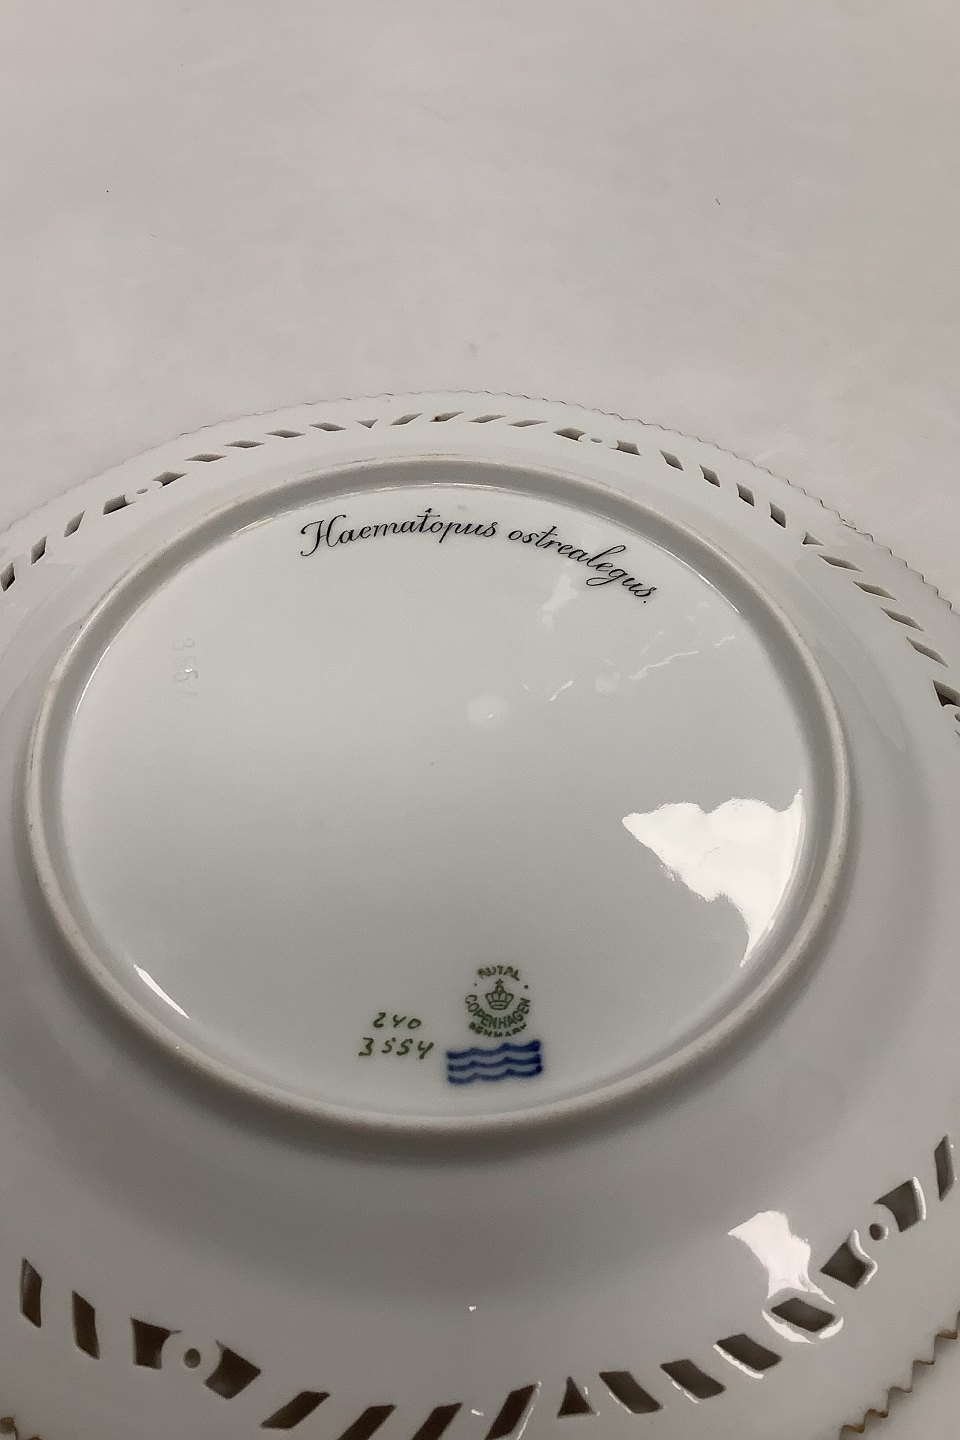 Haematopus ostrealegus.
ROYAL
COPENHAGEN
DENMARK
240
3554